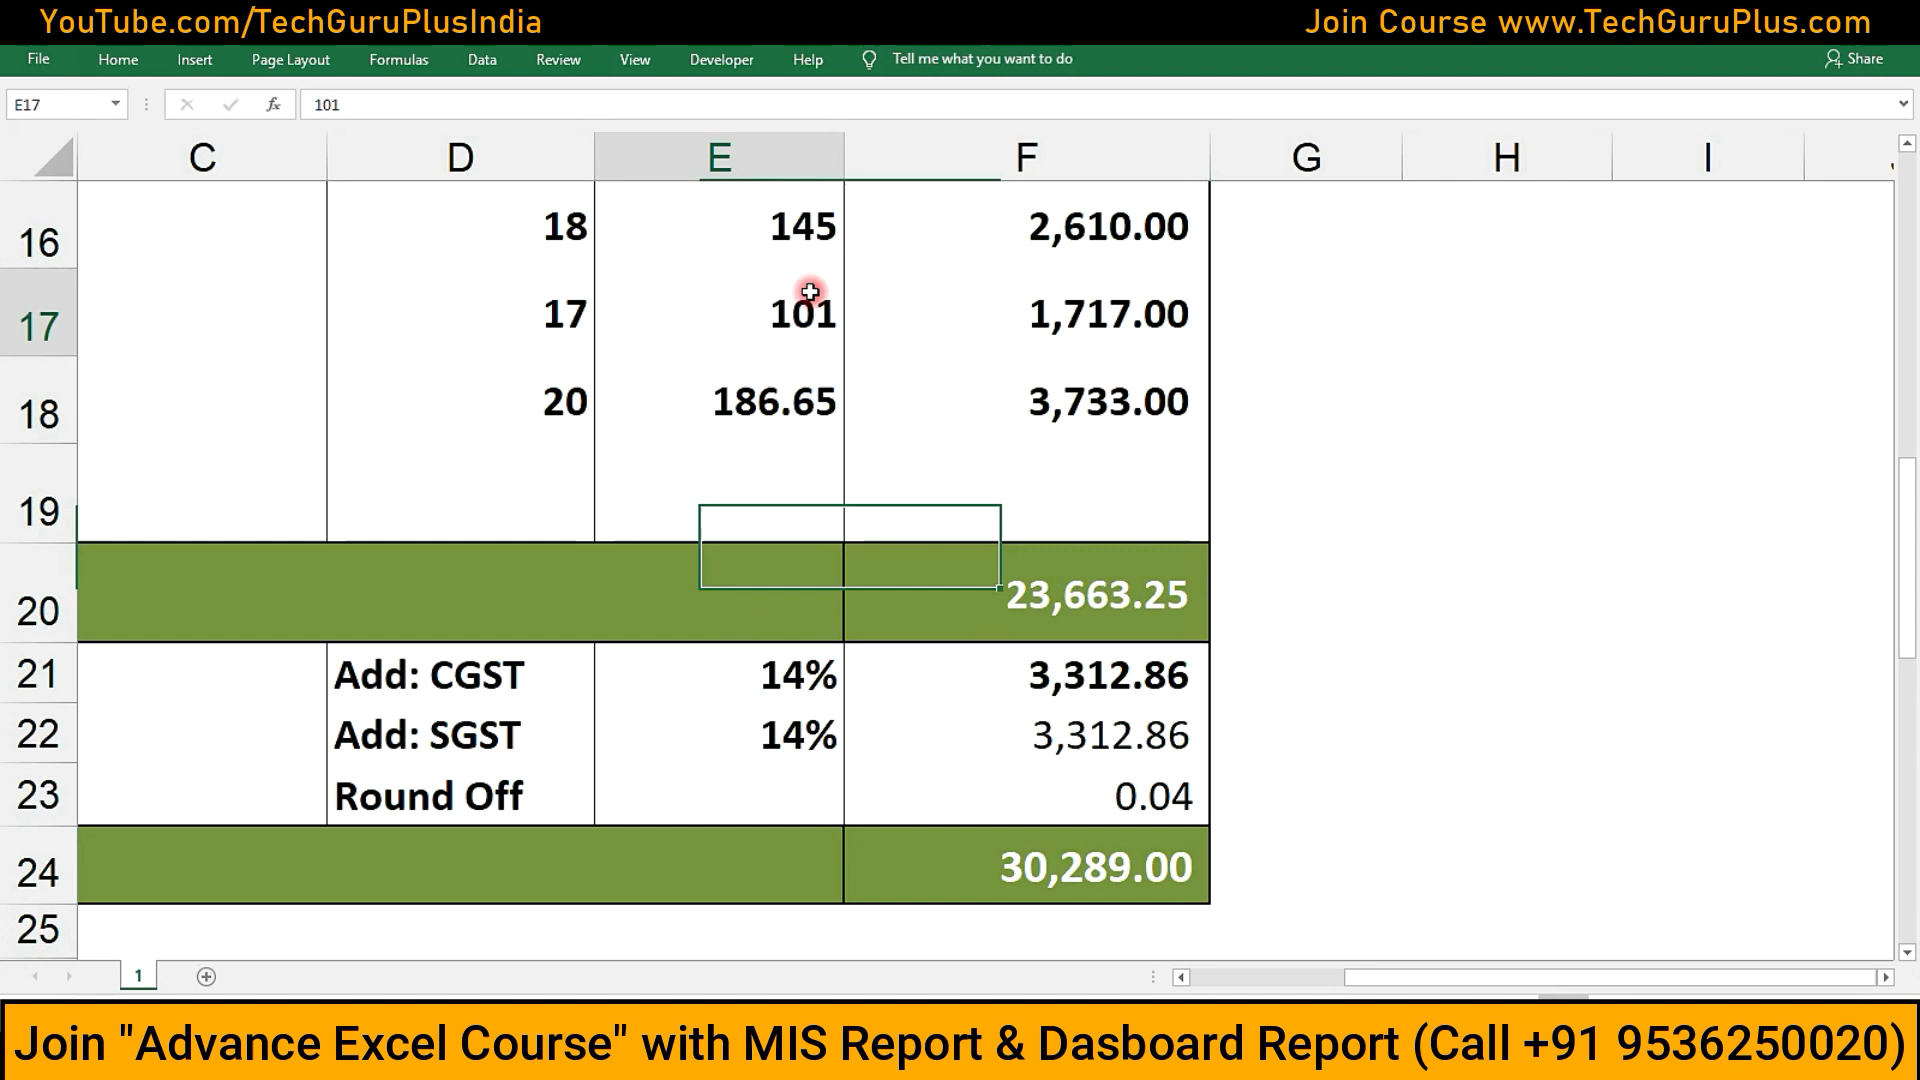 YouTube.com/TechGuruPlusIndia Join Course www.TechGuruPlus.com
File Home Insert Page Layout Formulas Data Review View Developer Help Tell me what you want to do Share
E17 fx 101
C D E F G H I
16 18 145 2,610.00
17 17 101 1,717.00
18 20 186.65 3,733.00
19
20 23,663.25
21 Add: CGST 14% 3,312.86
22 Add: SGST 14% 3,312.86
23 Round Off 0.04
24 30,289.00
25
1
Join "Advance Excel Course" with MIS Report & Dasboard Report (Call +91 9536250020)